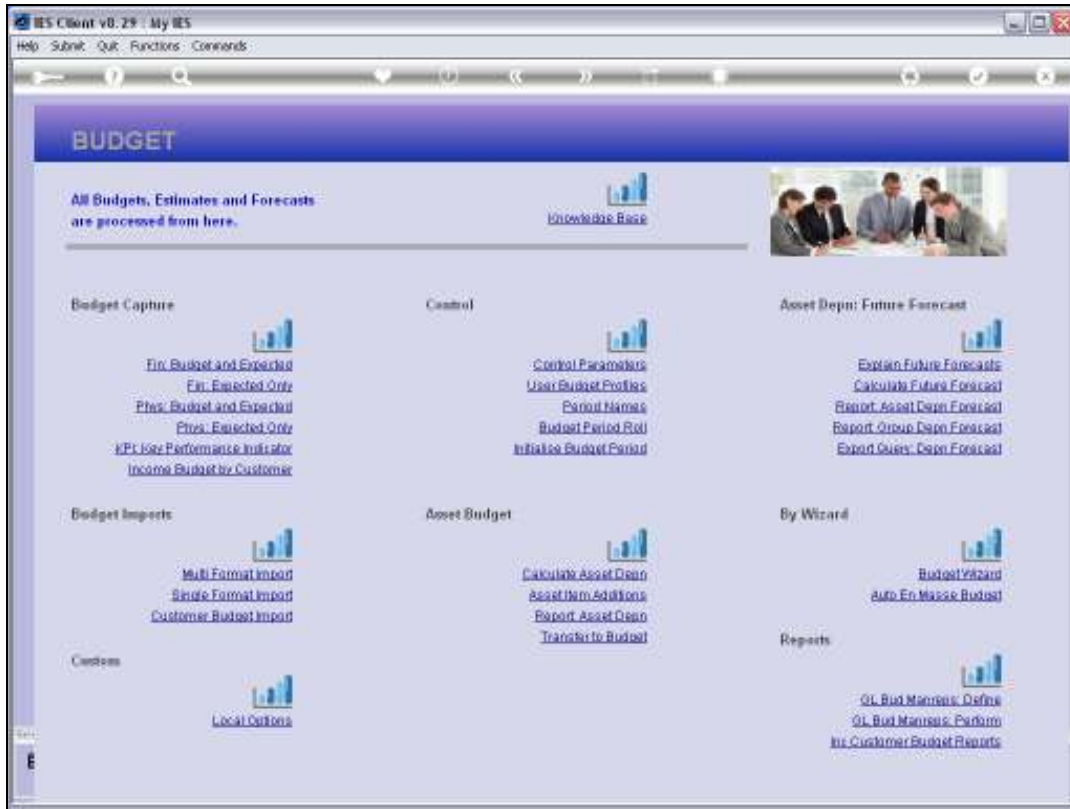 IES Client v8.29 : My IES
Help Submit Quit Functions Commands
BUDGET
All Budgets, Estimates and Forecasts
are processed from here.
Knowledge Base
Budget Capture
Fin: Budget and Expected
Fin: Expected Only
Phys: Budget and Expected
Phys: Expected Only
KPI: Key Performance Indicator
Income Budget by Customer
Control
Control Parameters
User Budget Profiles
Period Names
Budget Period Roll
Initialise Budget Period
Asset Depn: Future Forecast
Explain Future Forecasts
Calculate Future Forecast
Report: Asset Depn Forecast
Report: Group Depn Forecast
Export Query: Depn Forecast
Budget Imports
Multi Format Import
Single Format Import
Customer Budget Import
Asset Budget
Calculate Asset Depn
Asset Item Additions
Report Asset Depn
Transfer to Budget
By Wizard
Budget Wizard
Auto En Masse Budget
Custom
Local Options
Reports
GL Bud Manreps: Define
GL Bud Manreps: Perform
Inc Customer Budget Reports